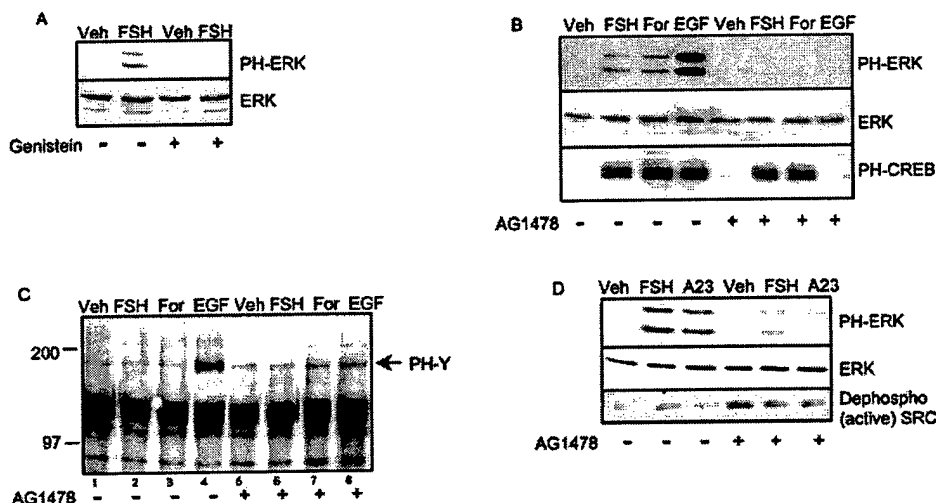 A
Veh FSH Veh FSH
PH-ERK
ERK
Genistein - - + +
B
Veh FSH For EGF Veh FSH For EGF
PH-ERK
ERK
PH-CREB
AG1478 - - - - + + + +
C
Veh FSH For EGF Veh FSH For EGF
200
PH-Y
97
1 2 3 4 5 6 7 8
AG1478 - - - - + + + +
D
Veh FSH A23 Veh FSH A23
PH-ERK
ERK
Dephospho
(active) SRC
AG1478 - - - + + +